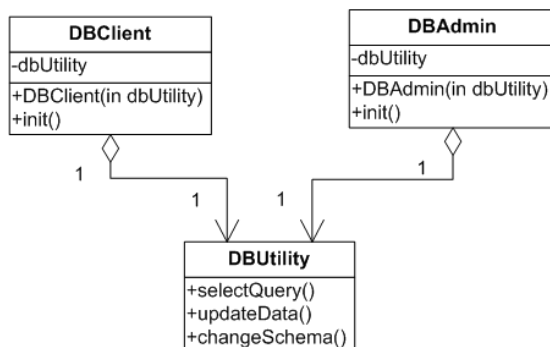 DBClient
-dbUtility
+DBClient(in dbUtility)
+init()
DBAdmin
-dbUtility
+DBAdmin(in dbUtility)
+init()
1
1
1
1
DBUtility
+selectQuery()
+updateData()
+changeSchema()